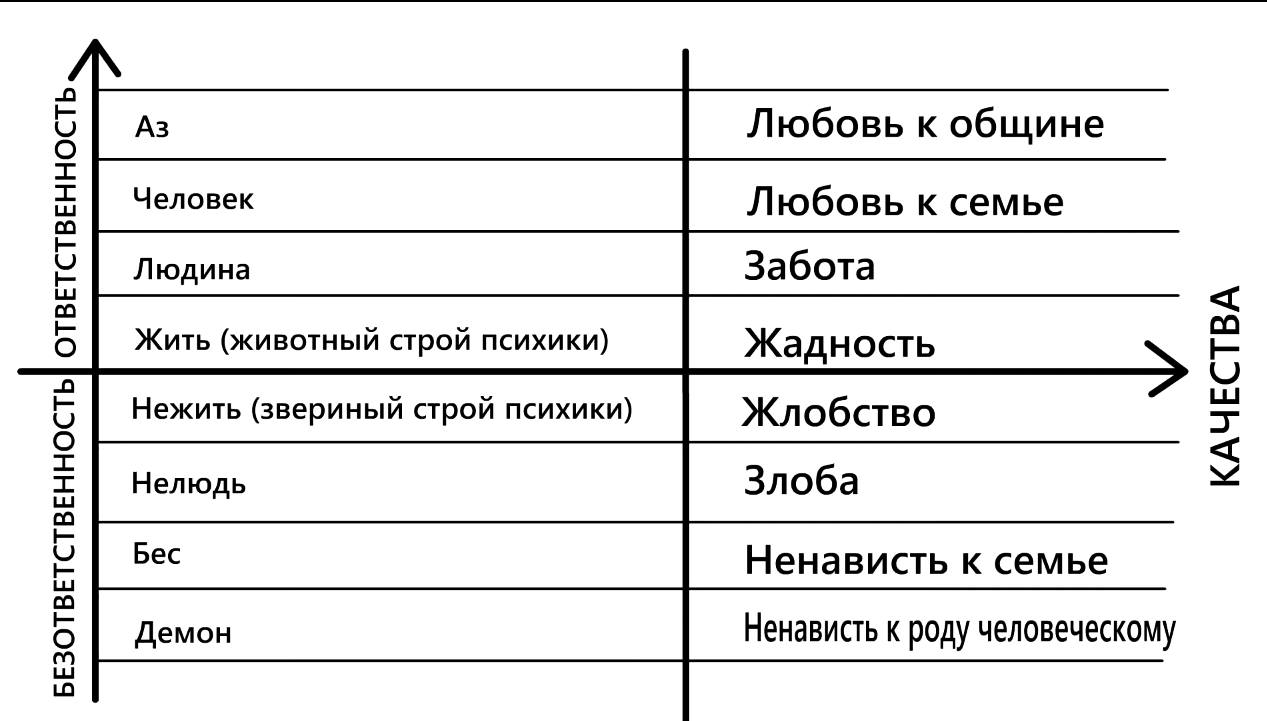 ОТВЕТСТВЕННОСТЬ
Аз
Любовь к общине
Человек
Любовь к семье
Людина
Забота
Жить (животный строй психики)
Жадность
КАЧЕСТВА
БЕЗОТВЕТСТВЕННОСТЬ
Нежить (звериный строй психики)
Жлобство
Нелюдь
Злоба
Бес
Ненависть к семье
Демон
Ненависть к роду человеческому